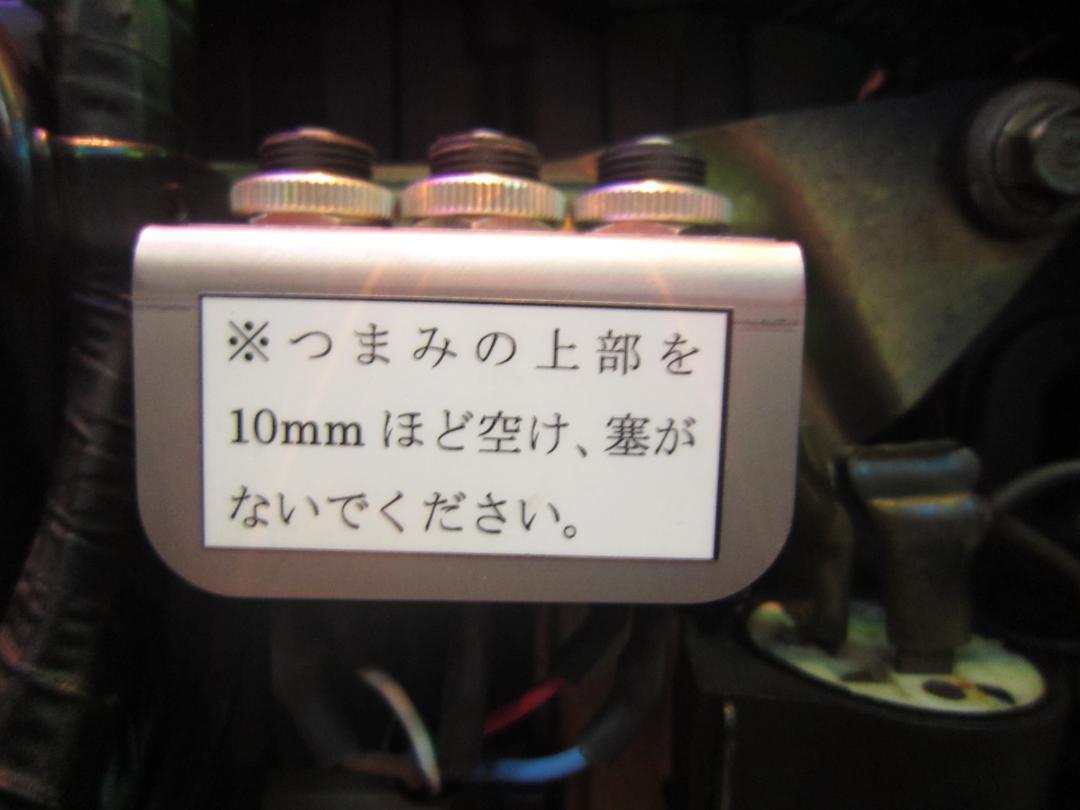 ※つまみの上部を
10mmほど空け、塞が
ないでください。